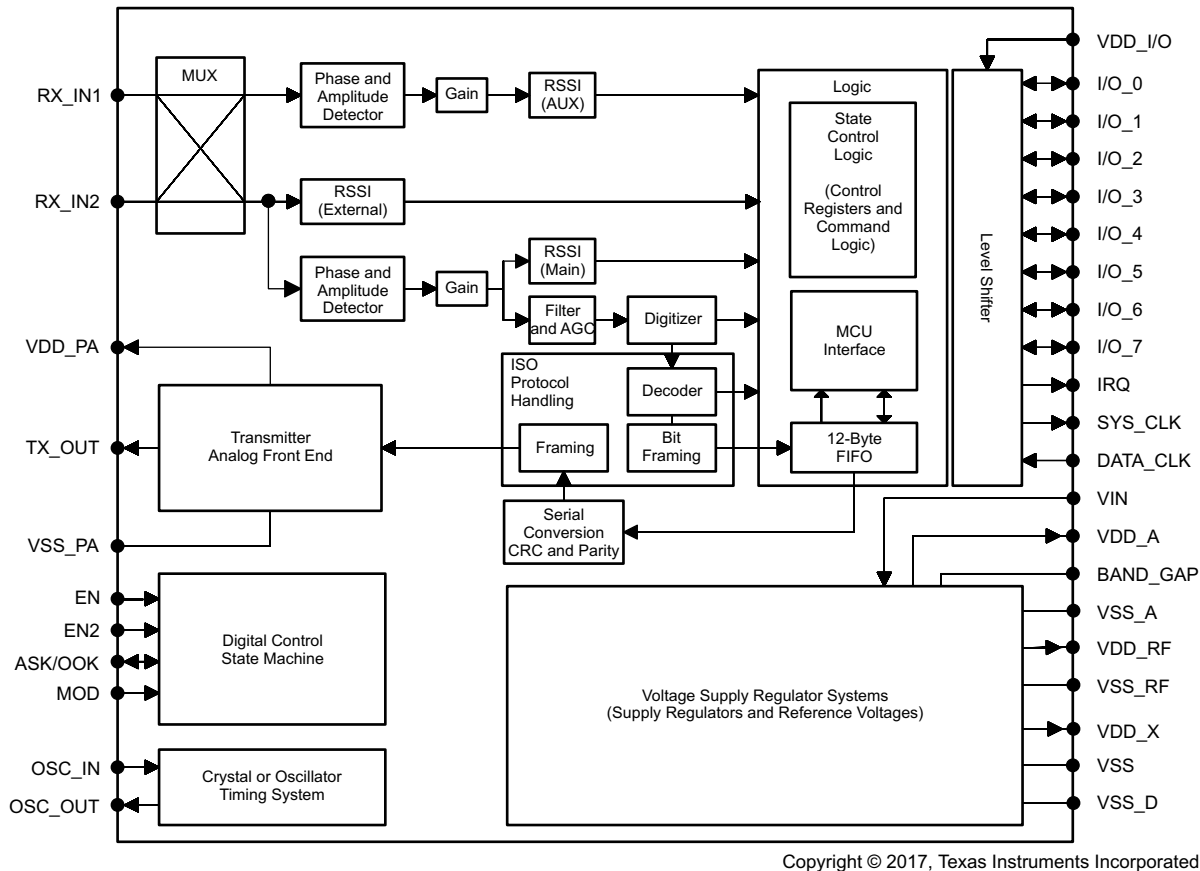 VDD_I/O
MUX
RX_IN1
Phase and
Amplitude
Detector
Gain
RSSI
(AUX)
Logic
I/O_0
State
Control
Logic
(Control
Registers and
Command
Logic)
I/O_1
I/O_2
RX_IN2
RSSI
(External)
I/O_3
I/O_4
Level Shifter
RSSI
(Main)
I/O_5
Phase and
Amplitude
Detector
Gain
Filter
and AGC
Digitizer
I/O_6
MCU
Interface
VDD_PA
I/O_7
ISO
Protocol
Handling
Decoder
IRQ
SYS_CLK
TX_OUT
Transmitter
Analog Front End
Framing
Bit
Framing
12-Byte
FIFO
DATA_CLK
VIN
Serial
Conversion
CRC and Parity
VSS_PA
VDD_A
BAND_GAP
EN
VSS_A
EN2
Digital Control
State Machine
VDD_RF
ASK/OOK
MOD
VSS_RF
Voltage Supply Regulator Systems
(Supply Regulators and Reference Voltages)
VDD_X
OSC_IN
VSS
Crystal or Oscillator
Timing System
OSC_OUT
VSS_D
Copyright © 2017, Texas Instruments Incorporated